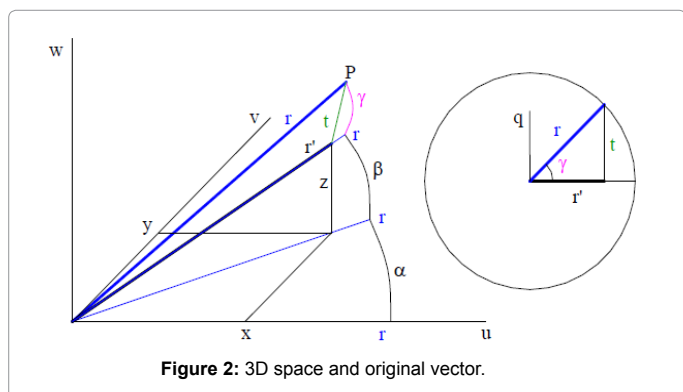 w
P
γ
v
r
t
r
r'
q
r
t
γ
r'
β
z
y
r
α
x
r
u
Figure 2: 3D space and original vector.